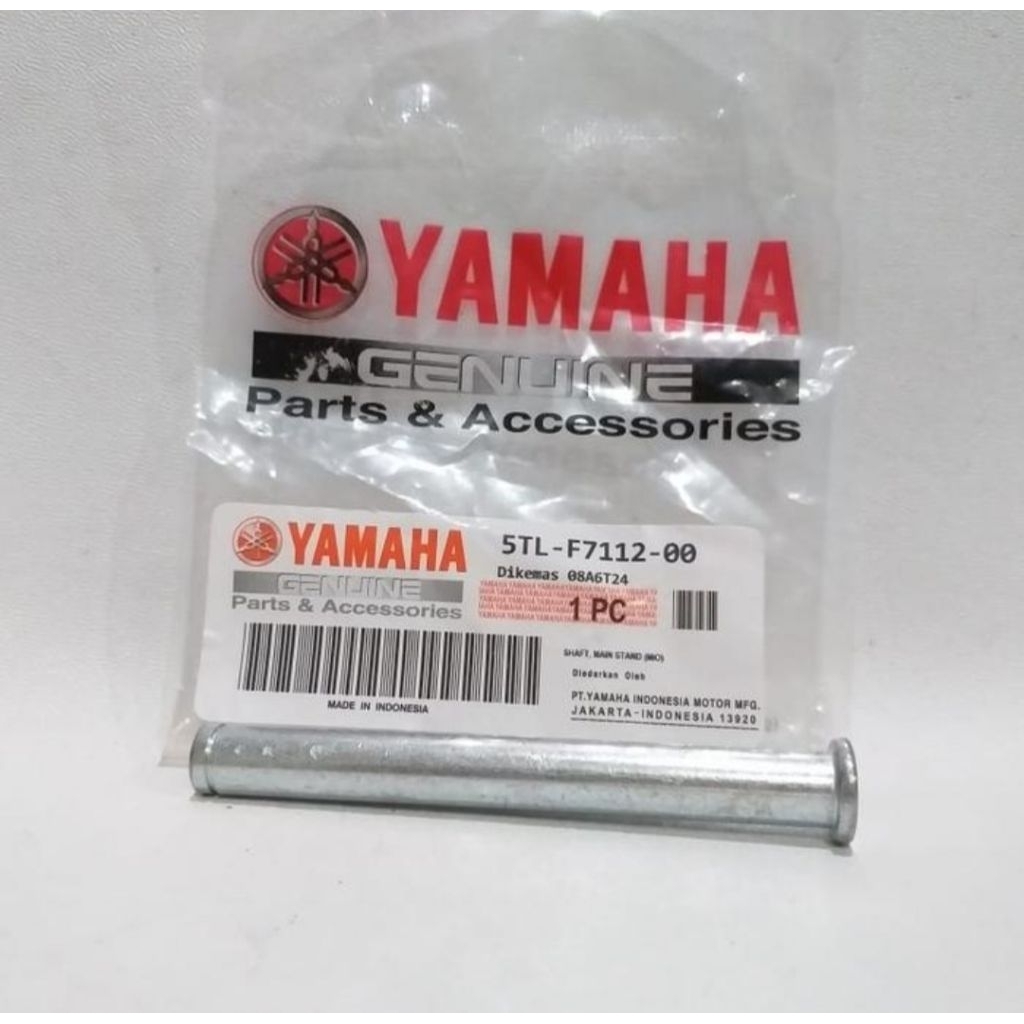 YAMAHA
GENUINE
Parts & Accessories
YAMAHA
GENUINE
Parts & Accessories
5TL-F7112-00
Dikemas 08A6T24
1 PC
SHAFT, MAIN STAND (MIO)
Diedarkan Oleh
PT.YAMAHA INDONESIA MOTOR MFG.
JAKARTA-INDONESIA 13920
MADE IN INDONESIA